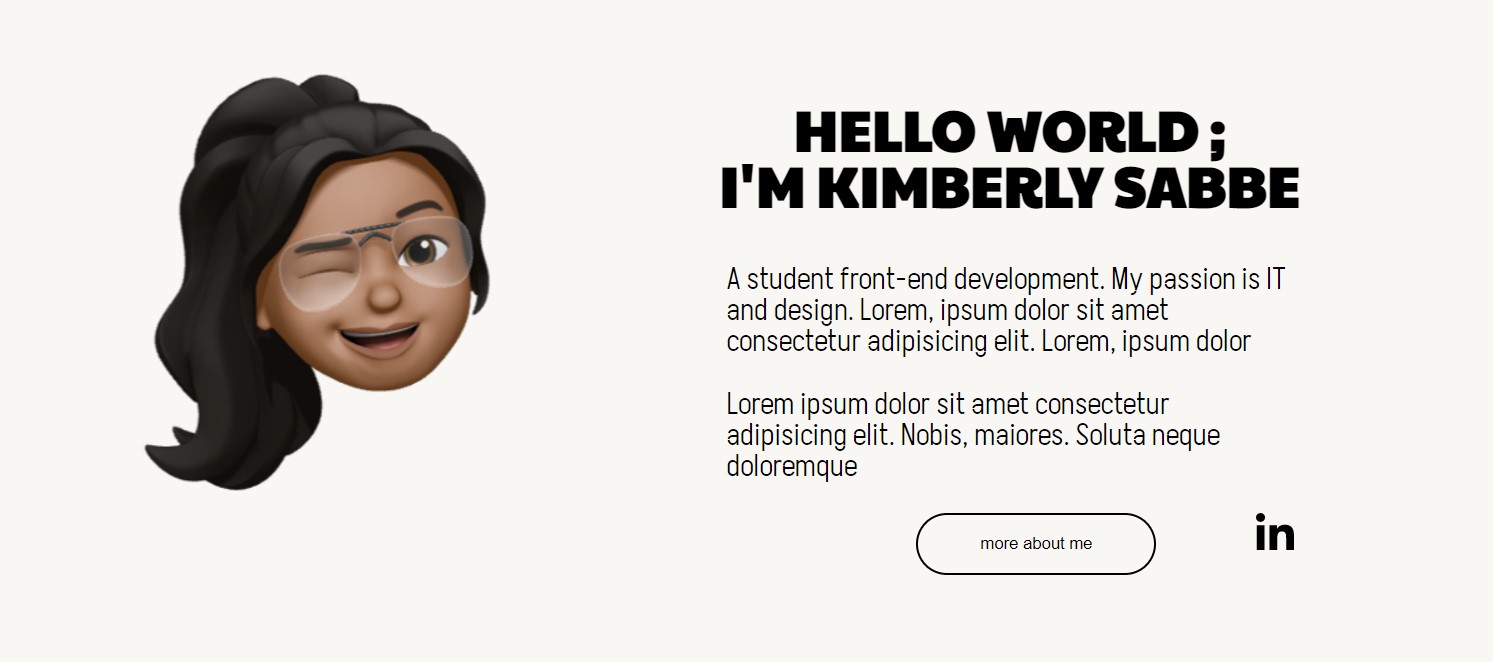 HELLO WORLD ;
I'M KIMBERLY SABBE
A student front-end development. My passion is IT
and design. Lorem, ipsum dolor sit amet
consectetur adipisicing elit. Lorem, ipsum dolor
Lorem ipsum dolor sit amet consectetur
adipisicing elit. Nobis, maiores. Soluta neque
doloremque
more about me
in